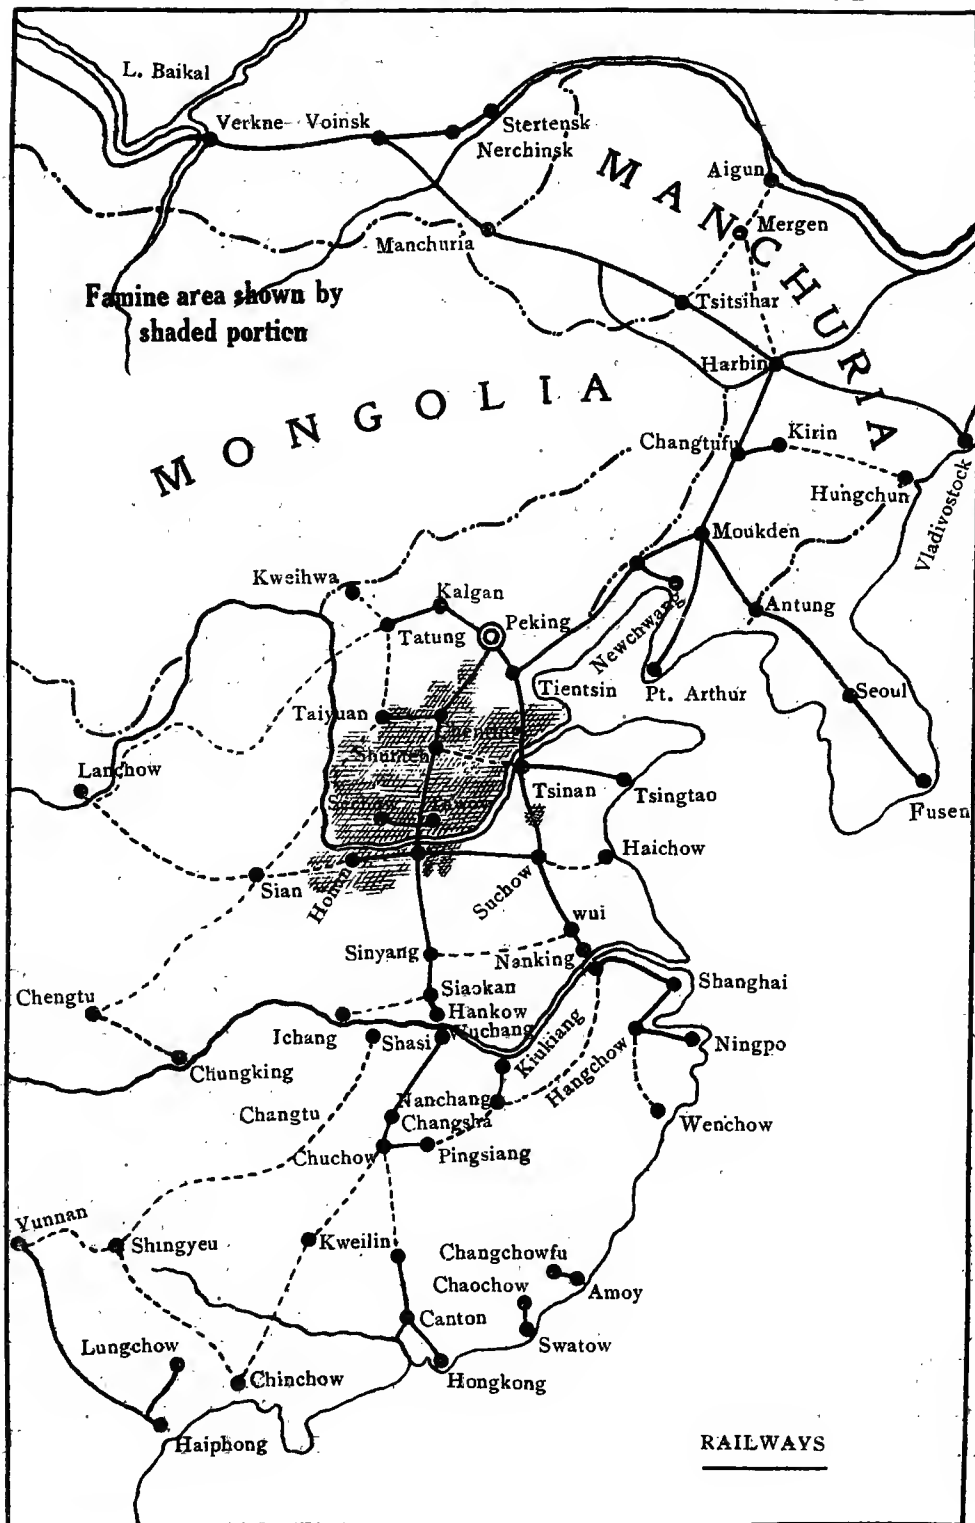 L. Baikal
Verkne-Voinsk
Stertensk
Nerchinsk
MANCHURIA
Aigun
Mergen
Manchuria
Famine area shown by
shaded portion
Tsitsihar
Harbin
MONGOLIA
Changtufu
Kirin
Hungchun
Vladivostock
Moukden
Kweihwa
Kalgan
Peking
Tatung
Newchwang
Antung
Tientsin
Pt. Arthur
Seoul
Taiyuan
Shunteh
Lanchow
Tsinan
Tsingtao
Fusen
Haichow
Sian
Honan
Suchow
wui
Sinyang
Nanking
Shanghai
Chengtu
Siaokan
Hankow
Wuchang
Ichang
Shasi
Kiukiang
Hangchow
Ningpo
Chungking
Changtu
Nanchang
Changsha
Wenchow
Chuchow
Pingsiang
Yunnan
Shingyeu
Kweilin
Changchowfu
Chaochow
Amoy
Canton
Swatow
Lungchow
Chinchow
Hongkong
Haiphong
RAILWAYS